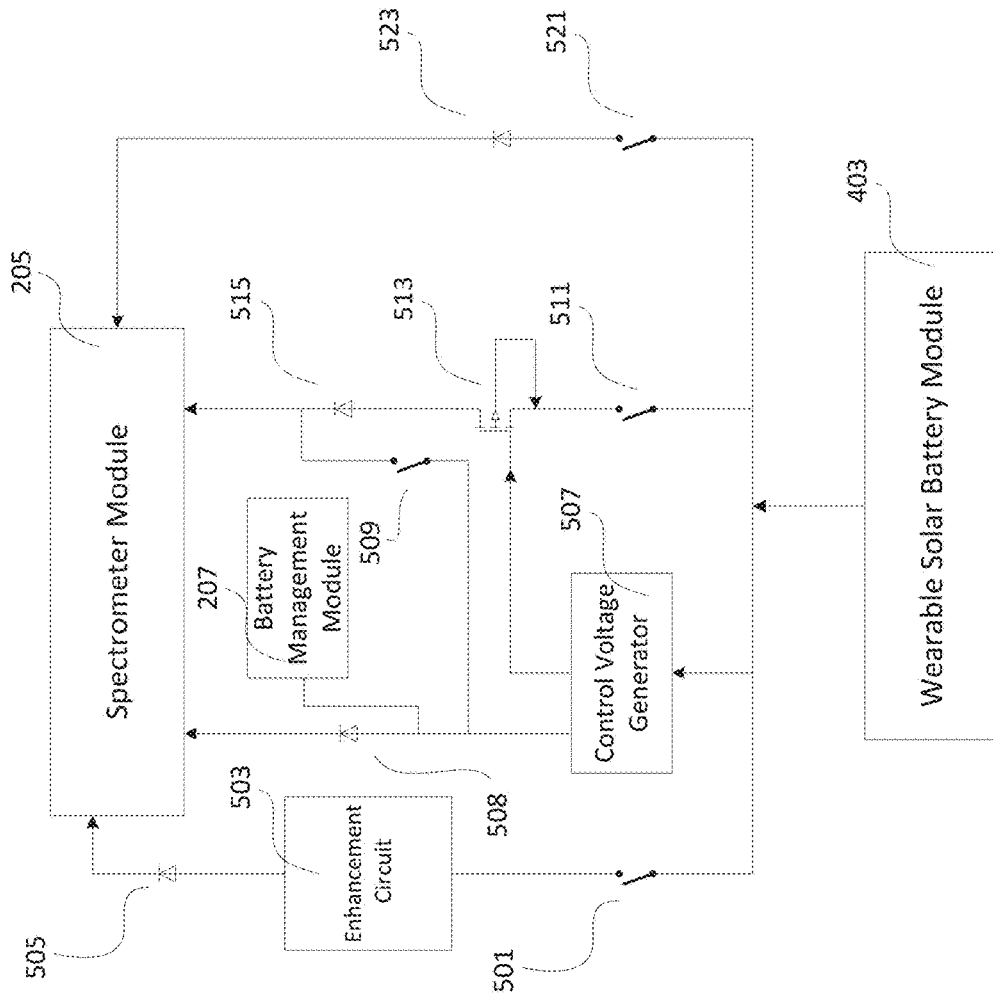 205
Spectrometer Module
523
521
515
513
511
509
207
Battery
Management
Module
507
Control Voltage
Generator
508
503
Enhancement
Circuit
505
501
403
Wearable Solar Battery Module